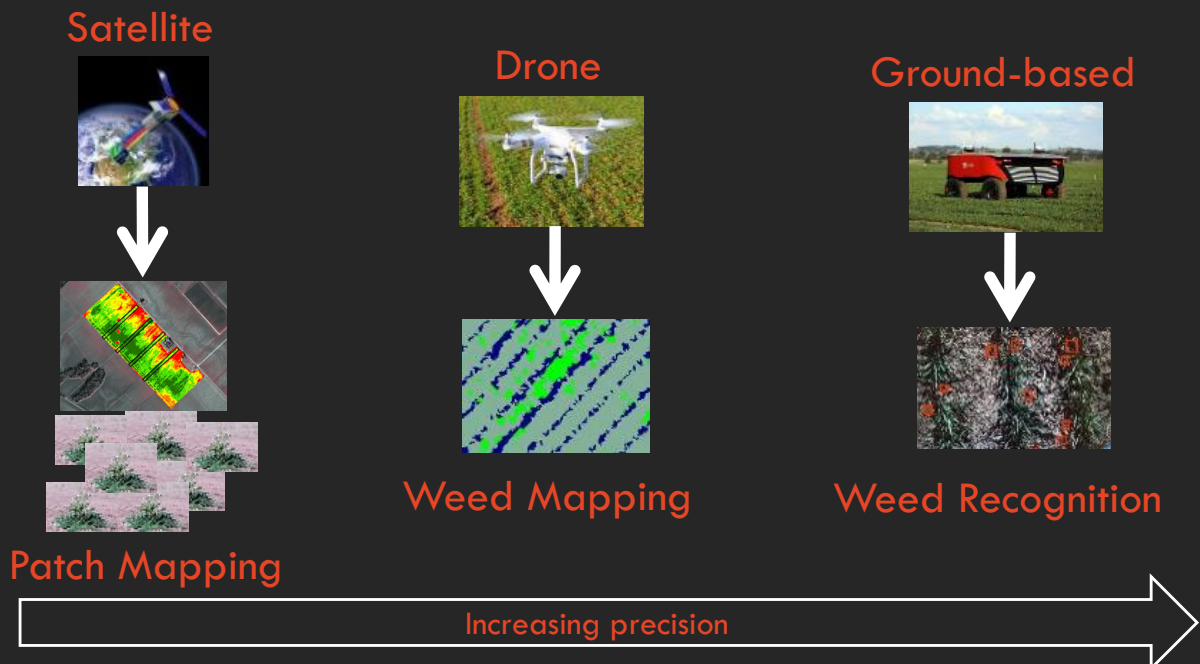 Satellite
Drone
Ground-based
Weed Mapping
Weed Recognition
Patch Mapping
Increasing precision